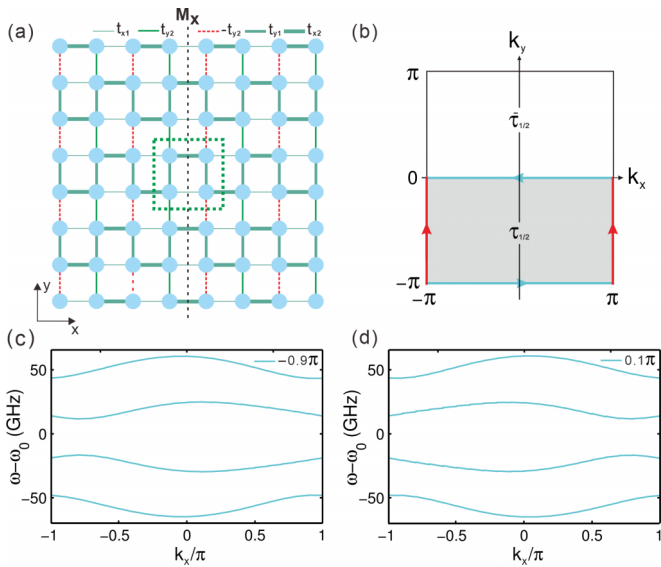 (a)
M_x
t_x1 t_y2 -t_y2 t_y1 t_x2
y
x
(b)
k_y
π
τ̄_1/2
0
k_x
τ_1/2
-π
-π
π
(c)
-0.9π
ω-ω_0 (GHz)
50
0
-50
-1 -0.5 0 0.5 1
k_x/π
(d)
0.1π
ω-ω_0 (GHz)
50
0
-50
-1 -0.5 0 0.5 1
k_x/π